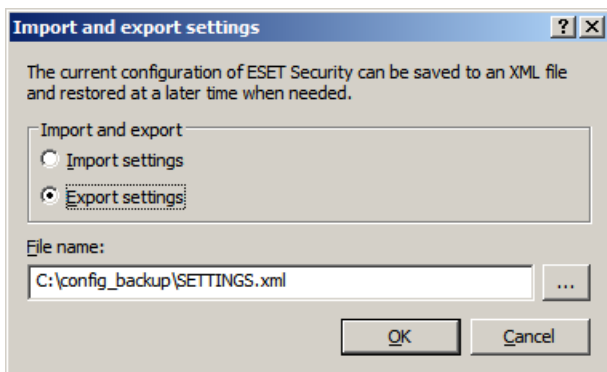 Import and export settings
The current configuration of ESET Security can be saved to an XML file
and restored at a later time when needed.
Import and export
Import settings
Export settings
File name:
C:\config_backup\SETTINGS.xml
...
OK
Cancel